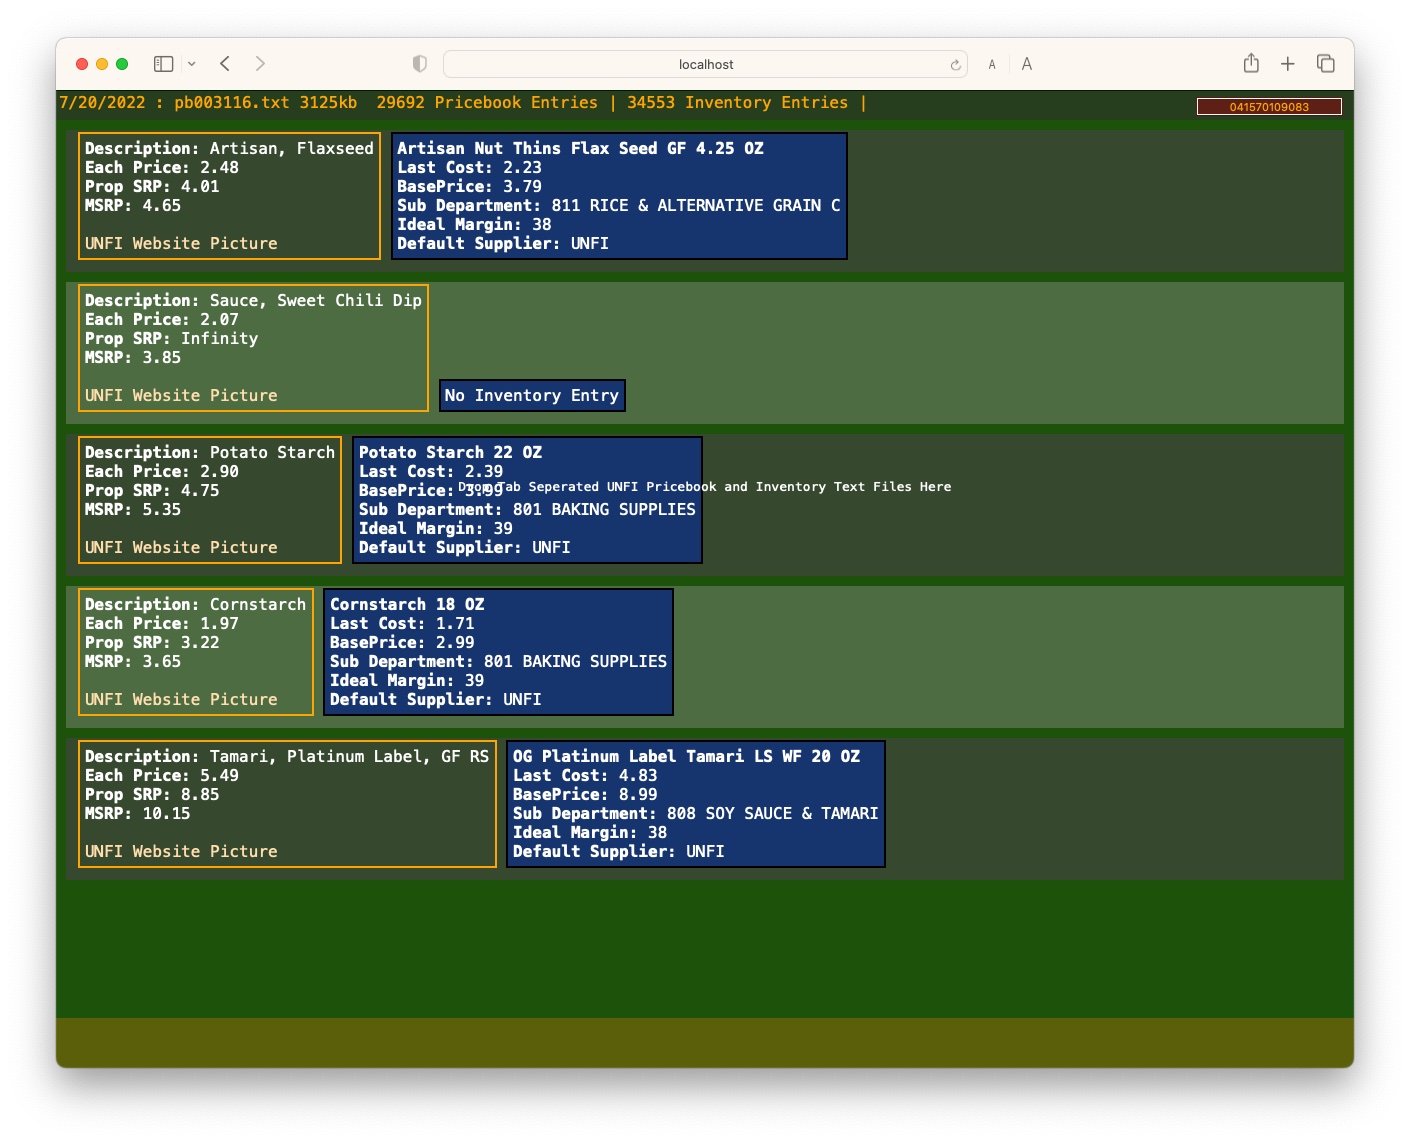 localhost
A A
7/20/2022 : pb003116.txt 3125kb 29692 Pricebook Entries | 34553 Inventory Entries |
041570109083
Description: Artisan, Flaxseed
Each Price: 2.48
Prop SRP: 4.01
MSRP: 4.65
UNFI Website Picture
Artisan Nut Thins Flax Seed GF 4.25 OZ
Last Cost: 2.23
BasePrice: 3.79
Sub Department: 811 RICE & ALTERNATIVE GRAIN C
Ideal Margin: 38
Default Supplier: UNFI
Description: Sauce, Sweet Chili Dip
Each Price: 2.07
Prop SRP: Infinity
MSRP: 3.85
UNFI Website Picture
No Inventory Entry
Description: Potato Starch
Each Price: 2.90
Prop SRP: 4.75
MSRP: 5.35
UNFI Website Picture
Potato Starch 22 OZ
Last Cost: 2.39
BasePrice: 3.99
Drop Tab Seperated UNFI Pricebook and Inventory Text Files Here
Sub Department: 801 BAKING SUPPLIES
Ideal Margin: 39
Default Supplier: UNFI
Description: Cornstarch
Each Price: 1.97
Prop SRP: 3.22
MSRP: 3.65
UNFI Website Picture
Cornstarch 18 OZ
Last Cost: 1.71
BasePrice: 2.99
Sub Department: 801 BAKING SUPPLIES
Ideal Margin: 39
Default Supplier: UNFI
Description: Tamari, Platinum Label, GF RS
Each Price: 5.49
Prop SRP: 8.85
MSRP: 10.15
UNFI Website Picture
OG Platinum Label Tamari LS WF 20 OZ
Last Cost: 4.83
BasePrice: 8.99
Sub Department: 808 SOY SAUCE & TAMARI
Ideal Margin: 38
Default Supplier: UNFI